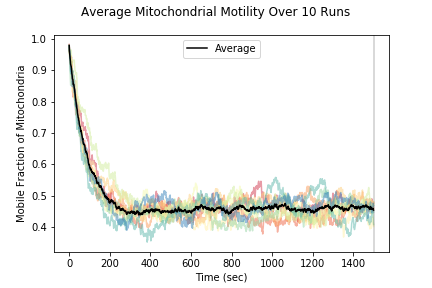 Average Mitochondrial Motility Over 10 Runs
Average
Mobile Fraction of Mitochondria
1.0
0.9
0.8
0.7
0.6
0.5
0.4
0 200 400 600 800 1000 1200 1400
Time (sec)